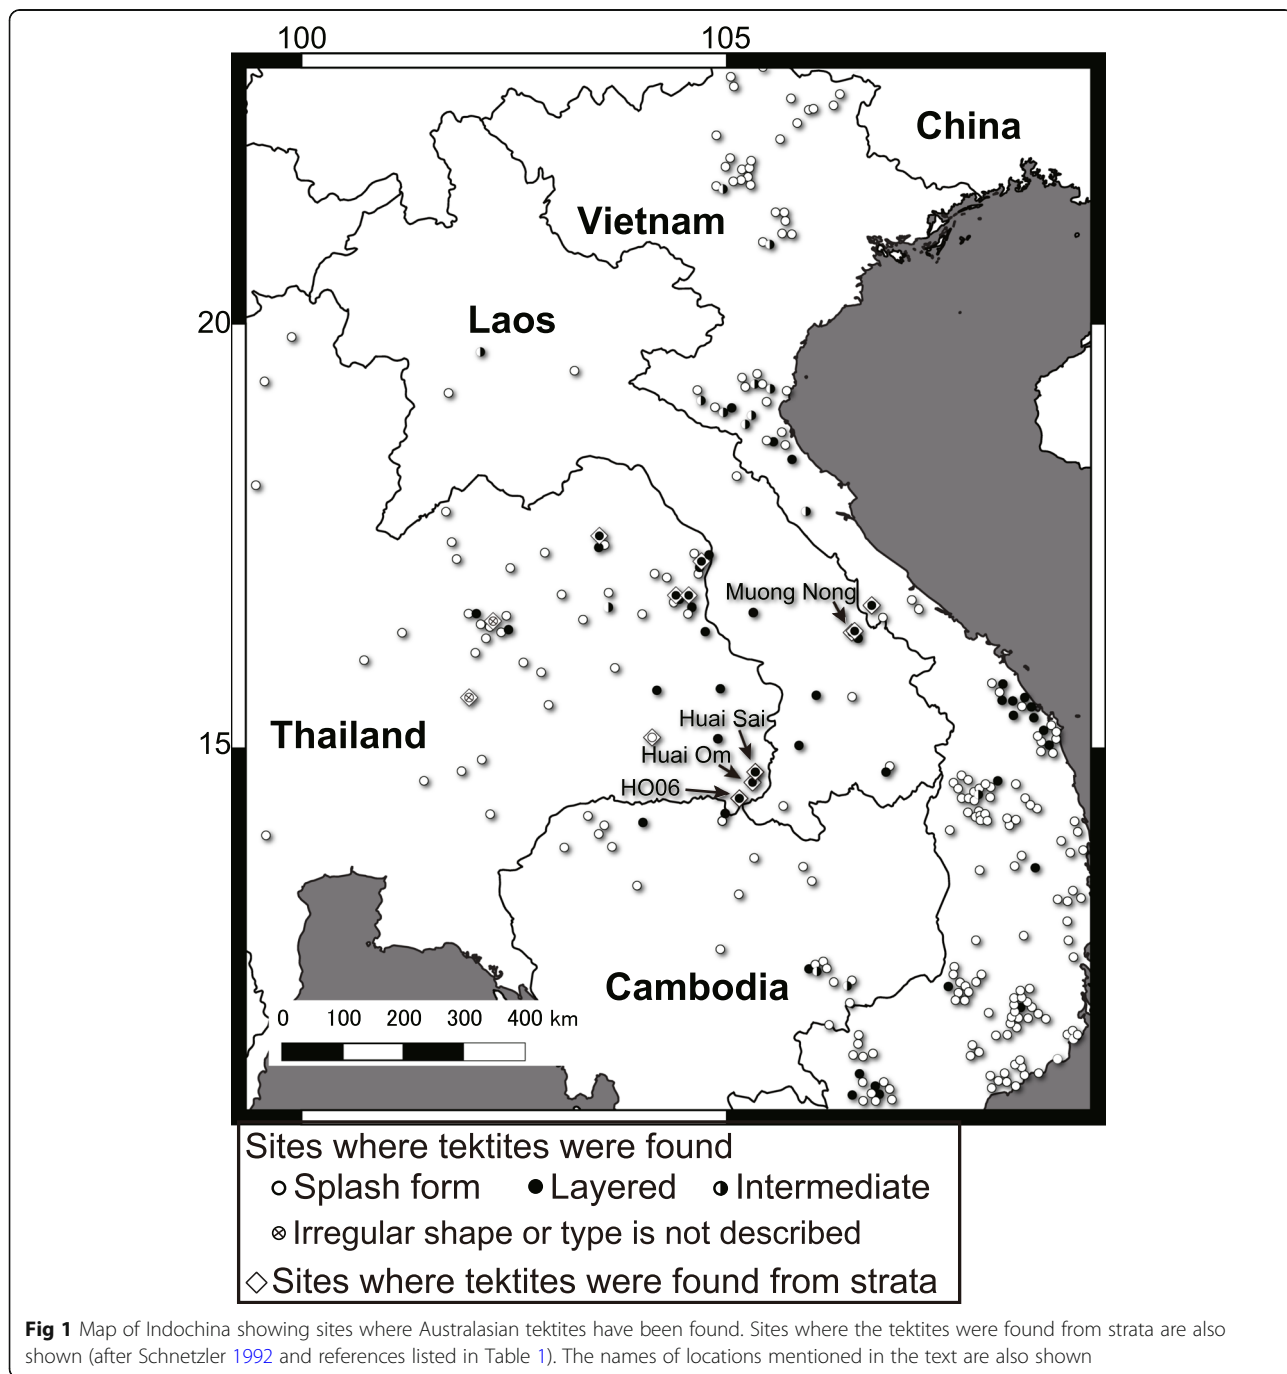 100 105
China
Vietnam
20
Laos
Muong Nong
Huai Sai
Thailand
15
Huai Om
HO06
Cambodia
0 100 200 300 400 km
Sites where tektites were found
Splash form Layered Intermediate
Irregular shape or type is not described
Sites where tektites were found from strata
Fig 1 Map of Indochina showing sites where Australasian tektites have been found. Sites where the tektites were found from strata are also
shown (after Schnetzler 1992 and references listed in Table 1). The names of locations mentioned in the text are also shown